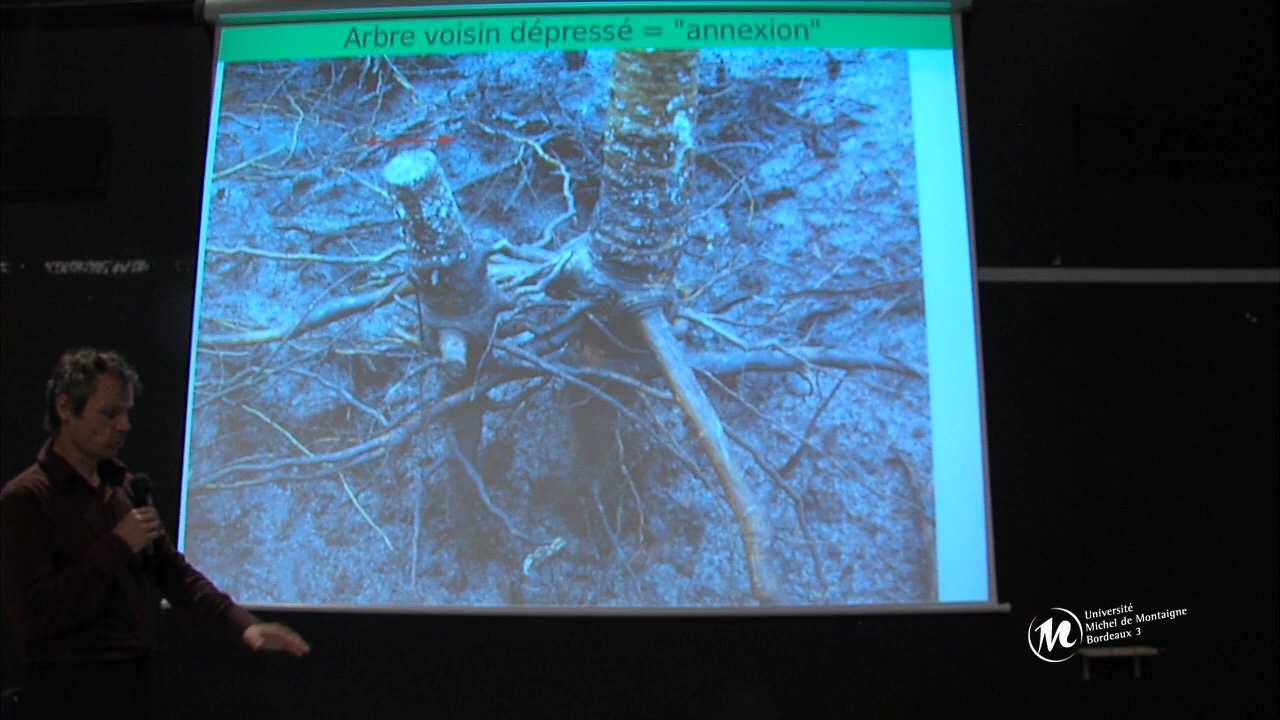 Arbre voisin dépressé = "annexion"
Université
Michel de Montaigne
Bordeaux 3